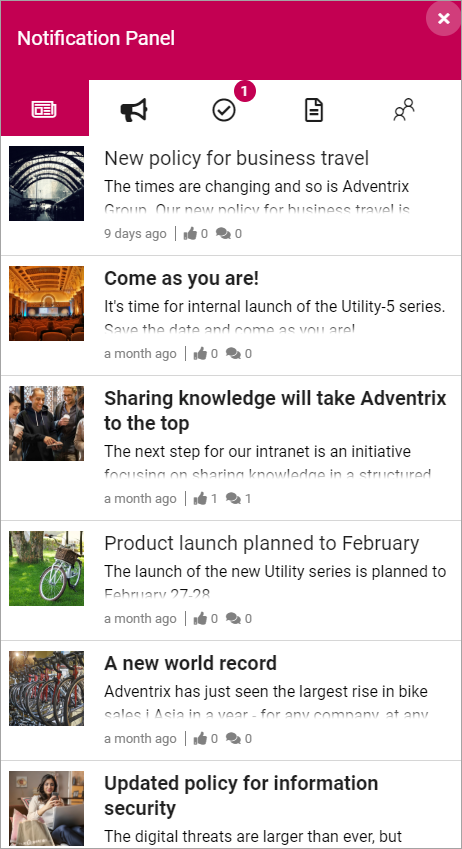 Notification Panel
1
New policy for business travel
The times are changing and so is Adventrix
Group. Our new policy for business travel is
9 days ago | 0 0
Come as you are!
It's time for internal launch of the Utility-5 series.
Save the date and come as you are!
a month ago | 0 0
Sharing knowledge will take Adventrix
to the top
The next step for our intranet is an initiative
focusing on sharing knowledge in a structured
a month ago | 1 1
Product launch planned to February
The launch of the new Utility series is planned to
February 27-28
a month ago | 0 0
A new world record
Adventrix has just seen the largest rise in bike
sales i Asia in a year - for any company, at any
a month ago | 0 0
Updated policy for information
security
The digital threats are larger than ever, but